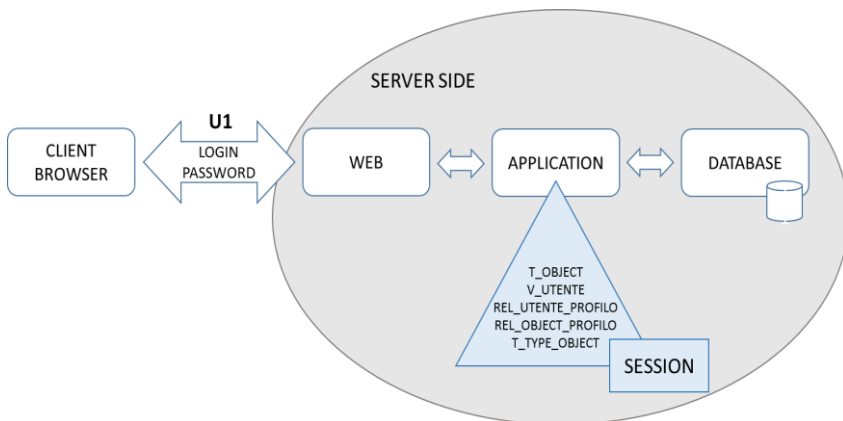 SERVER SIDE
U1
CLIENT
BROWSER
LOGIN
PASSWORD
WEB
APPLICATION
DATABASE
T_OBJECT
V_UTENTE
REL_UTENTE_PROFILO
REL_OBJECT_PROFILO
T_TYPE_OBJECT
SESSION